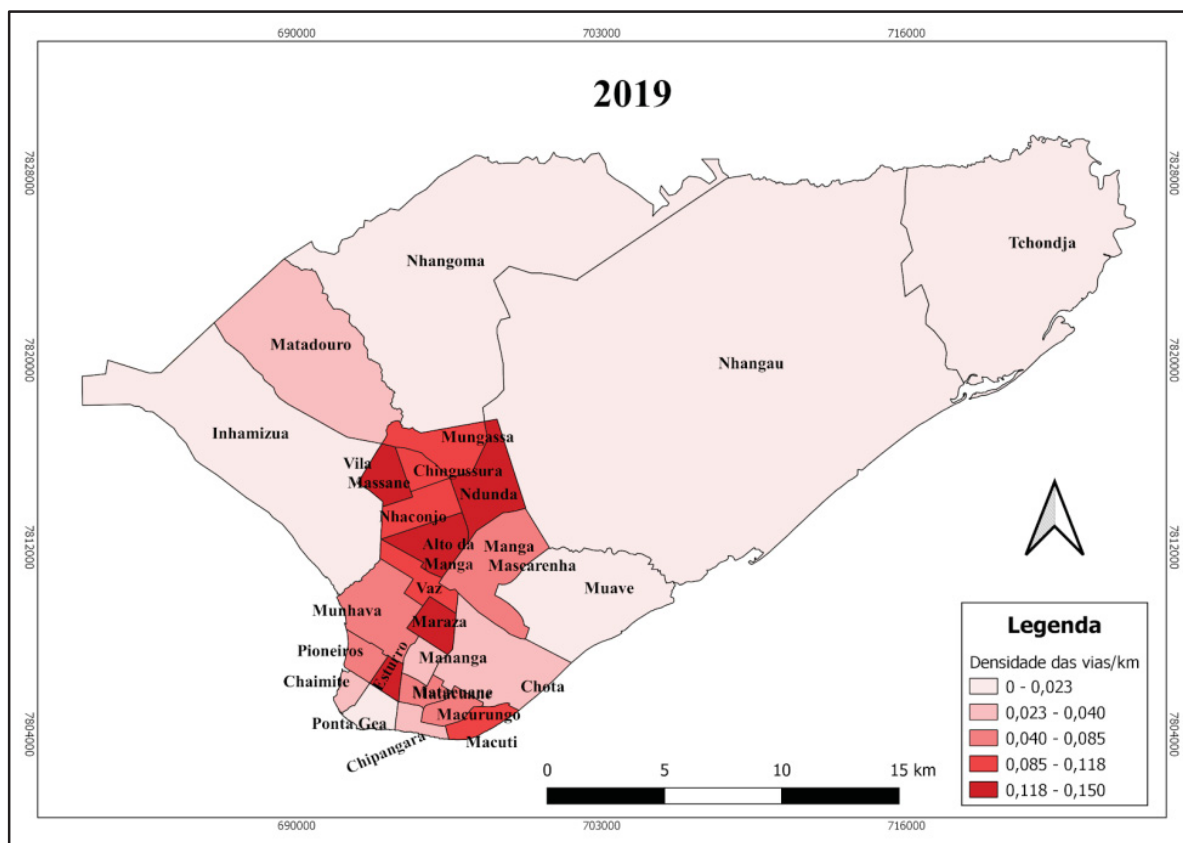 690000
703000
716000
2019
7828000
7828000
Tchondja
Nhangoma
Matadouro
7820000
Nhangau
7820000
Inhamizua
Mungassa
Vila
Massane
Chingussura
Ndunda
Nhaconjo
7812000
Alto da
Manga
Manga
Mascarenha
7812000
Vaz
Muave
Munhava
Maraza
Pioneiros
Esturro
Mananga
Chaimite
Chota
Matacuane
Macurungo
Ponta Gea
Macuti
Chipangara
7804000
7804000
Legenda
Densidade das vias/km
0 - 0,023
0,023 - 0,040
0,040 - 0,085
0,085 - 0,118
0,118 - 0,150
0
5
10
15 km
690000
703000
716000